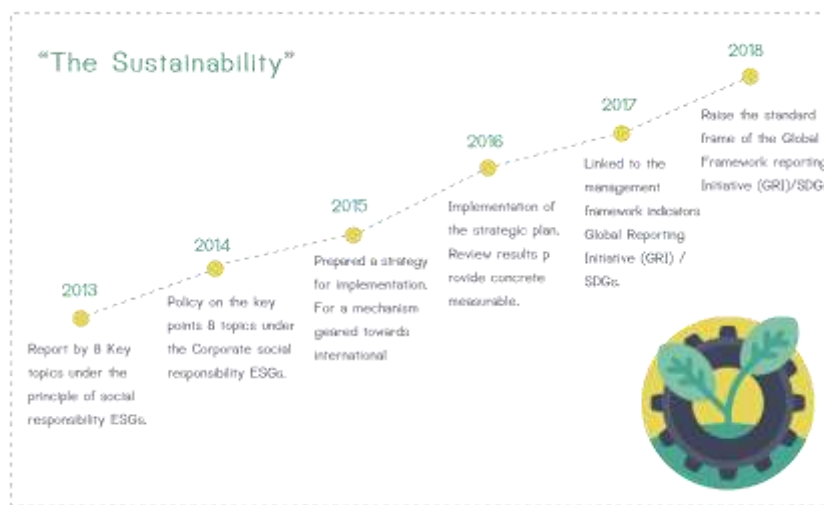 “The Sustainability”
2013
Report by 8 Key
topics under the
principle of social
responsibility ESGs.
2014
Policy on the key
points 8 topics under
the Corporate social
responsibility ESGs.
2015
Prepared a strategy
for implementation.
For a mechanism
geared towards
international
2016
Implementation of
the strategic plan.
Review results p
rovide concrete
measurable.
2017
Linked to the
management
framework indicators
Global Reporting
Initiative (GRI) /
SDGs.
2018
Raise the standard
frame of the Global
Framework reporting
Initiative (GRI)/SDG